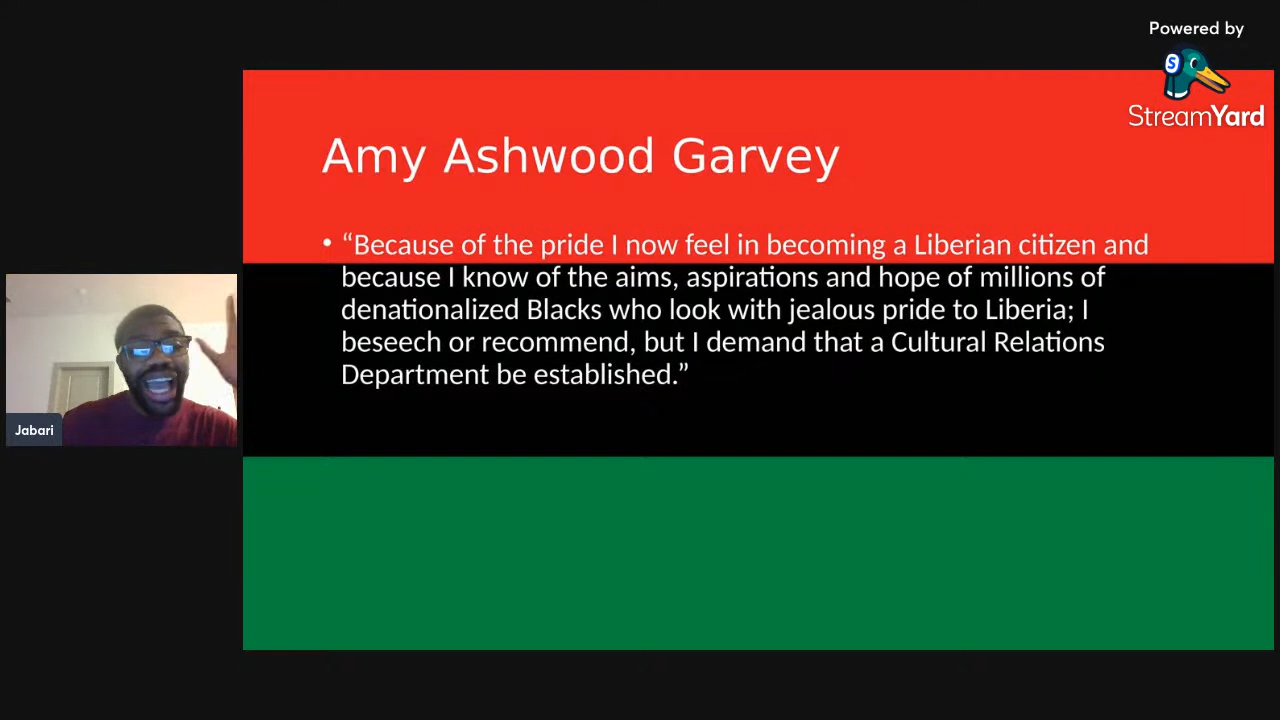 Powered by
StreamYard
Amy Ashwood Garvey
• “Because of the pride I now feel in becoming a Liberian citizen and
because I know of the aims, aspirations and hope of millions of
denationalized Blacks who look with jealous pride to Liberia; I
beseech or recommend, but I demand that a Cultural Relations
Department be established.”
Jabari